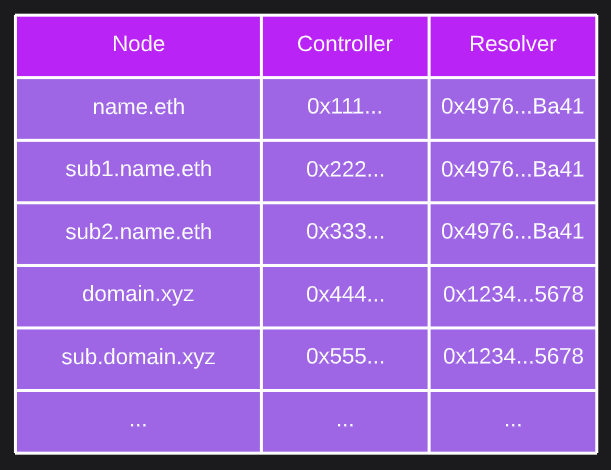 Node Controller Resolver
name.eth 0x111... 0x4976...Ba41
sub1.name.eth 0x222... 0x4976...Ba41
sub2.name.eth 0x333... 0x4976...Ba41
domain.xyz 0x444... 0x1234...5678
sub.domain.xyz 0x555... 0x1234...5678
... ... ...